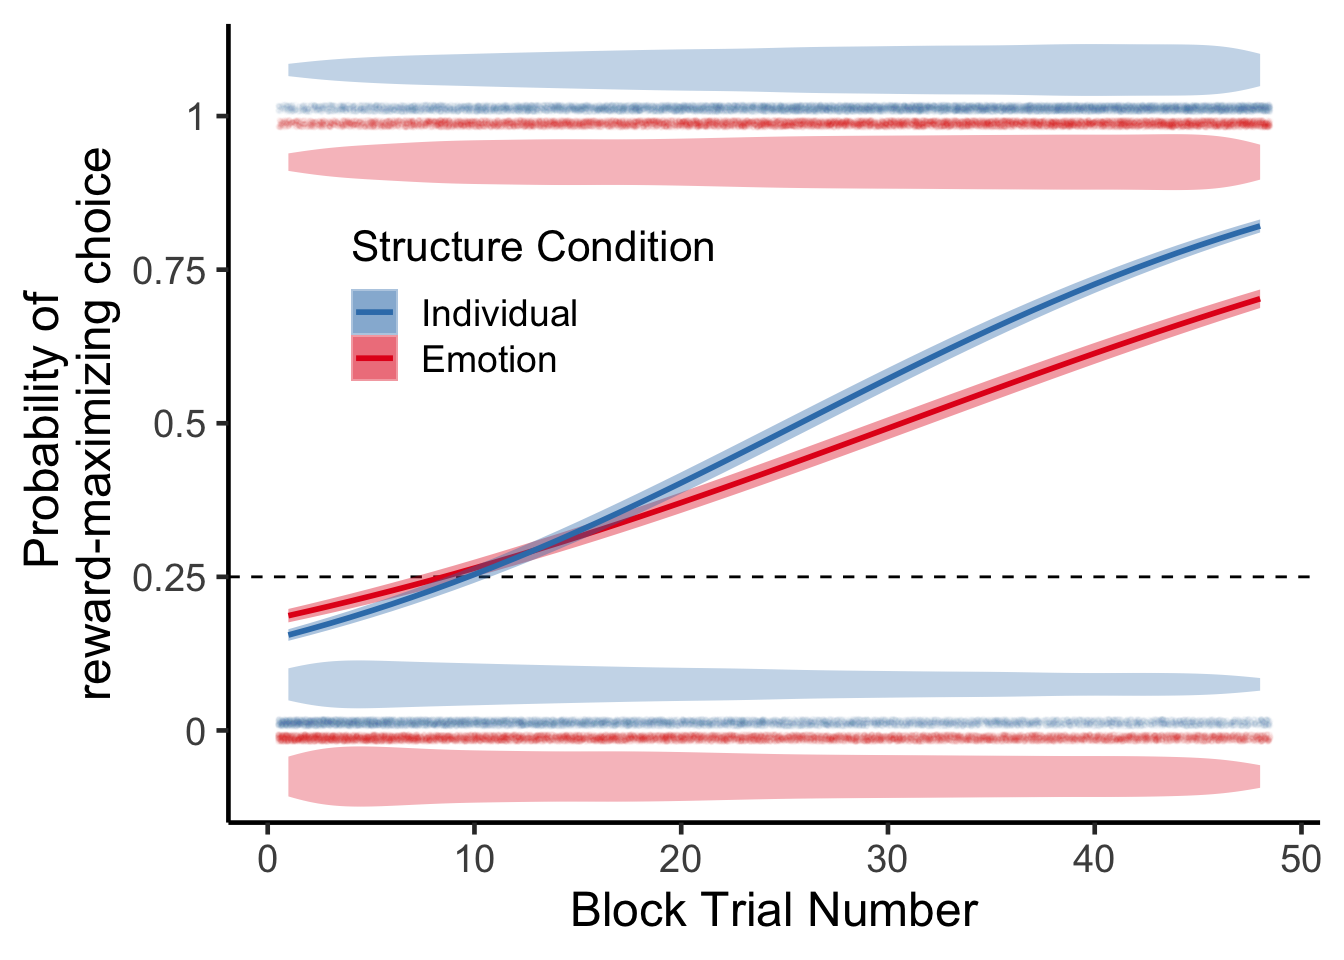 Probability of
reward-maximizing choice
1
0.75
0.5
0.25
0
Structure Condition
Individual
Emotion
0 10 20 30 40 50
Block Trial Number